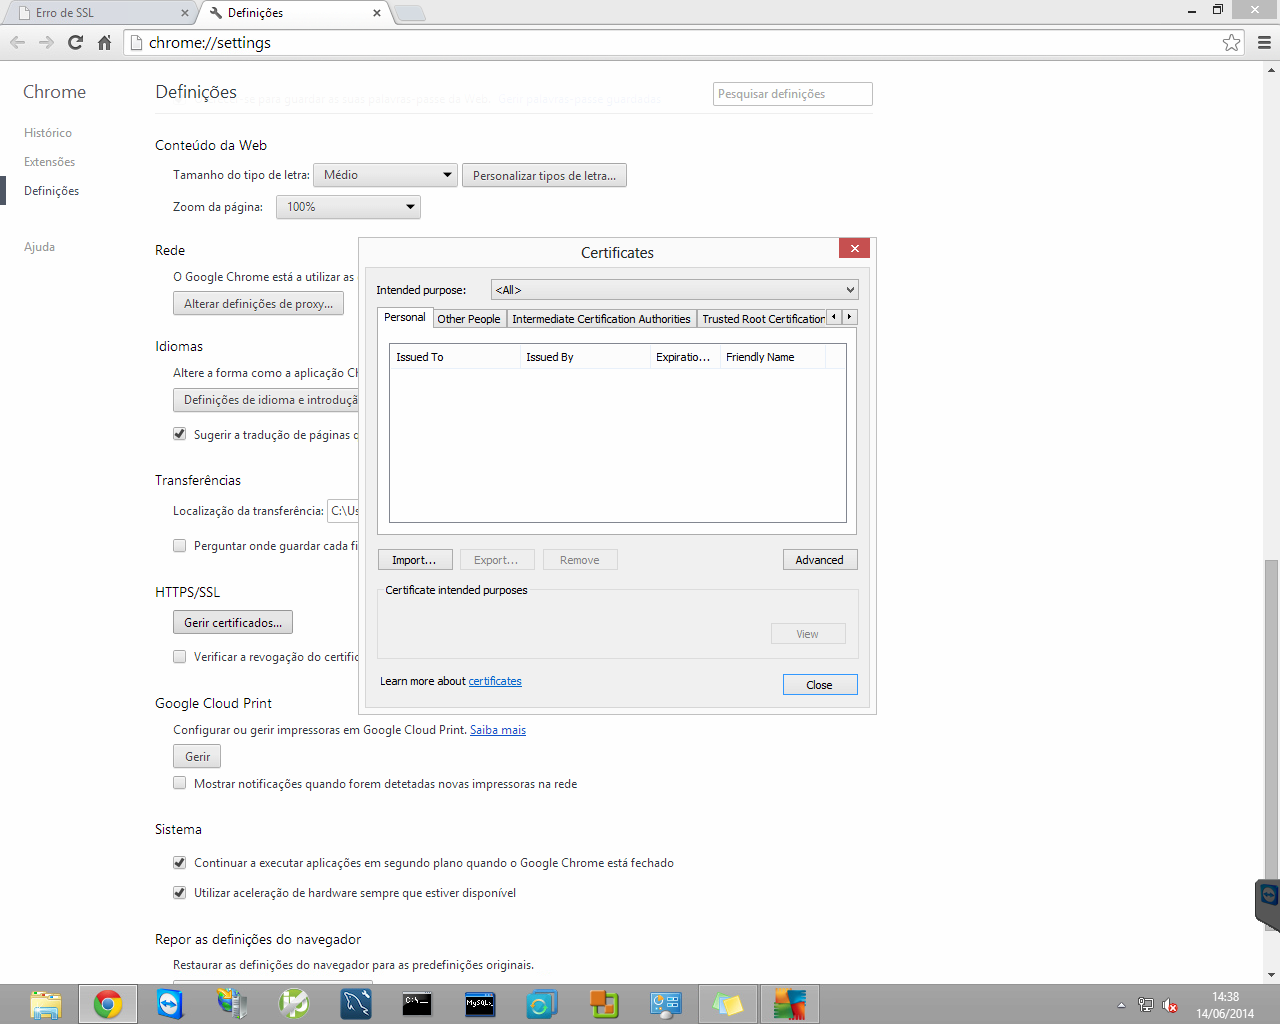 Erro de SSL
Definições
chrome://settings
Chrome
Definições
Pesquisar definições
Histórico
Extensões
Definições
Ajuda
Conteúdo da Web
Tamanho do tipo de letra: Médio Personalizar tipos de letra...
Zoom da página: 100%
Rede
O Google Chrome está a utilizar as
Alterar definições de proxy...
Idiomas
Altere a forma como a aplicação Ch
Definições de idioma e introduçã
Sugerir a tradução de páginas
Transferências
Localização da transferência: C:\Us
Perguntar onde guardar cada fi
HTTPS/SSL
Gerir certificados...
Verificar a revogação do certific
Google Cloud Print
Configurar ou gerir impressoras em Google Cloud Print. Saiba mais
Gerir
Mostrar notificações quando forem detetadas novas impressoras na rede
Sistema
Continuar a executar aplicações em segundo plano quando o Google Chrome está fechado
Utilizar aceleração de hardware sempre que estiver disponível
Repor as definições do navegador
Restaurar as definições do navegador para as predefinições originais.
Certificates
Intended purpose: <All>
Personal Other People Intermediate Certification Authorities Trusted Root Certification
Issued To Issued By Expiratio... Friendly Name
Import... Export... Remove Advanced
Certificate intended purposes
View
Learn more about certificates
Close
C:\
MySQL
14:38
14/06/2014